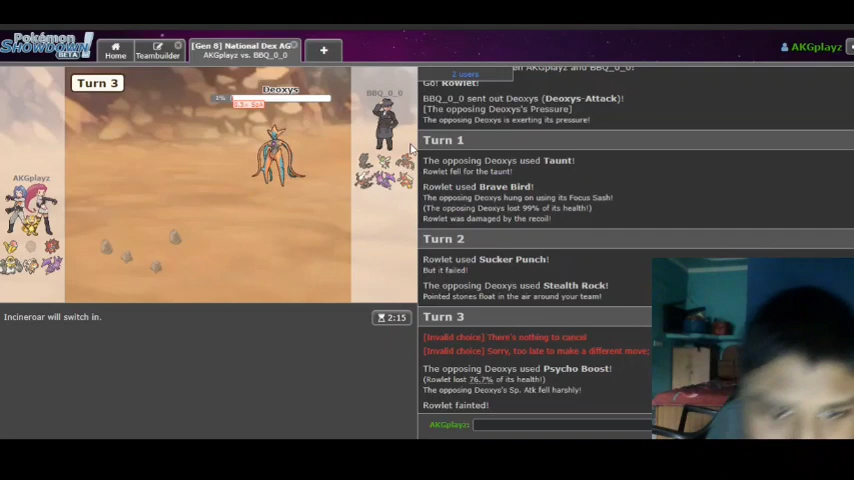 Pokémon
SHOWDOWN!
BETA!
Home
Teambuilder
[Gen 8] National Dex AG
AKGplayz vs. BBQ_0_0
AKGplayz
Turn 3
Deoxys
1%
BBQ_0_0
AKGplayz
Incineroar will switch in.
2:15
2 users
Go! Rowlet!
BBQ_0_0 sent out Deoxys (Deoxys-Attack)!
[The opposing Deoxys's Pressure]
The opposing Deoxys is exerting its pressure!
Turn 1
The opposing Deoxys used Taunt!
Rowlet fell for the taunt!
Rowlet used Brave Bird!
The opposing Deoxys hung on using its Focus Sash!
(The opposing Deoxys lost 99% of its health!)
Rowlet was damaged by the recoil!
Turn 2
Rowlet used Sucker Punch!
But it failed!
The opposing Deoxys used Stealth Rock!
Pointed stones float in the air around your team!
Turn 3
[Invalid choice] There's nothing to cancel
[Invalid choice] Sorry, too late to make a different move;
The opposing Deoxys used Psycho Boost!
(Rowlet lost 76.7% of its health!)
The opposing Deoxys's Sp. Atk fell harshly!
Rowlet fainted!
AKGplayz: